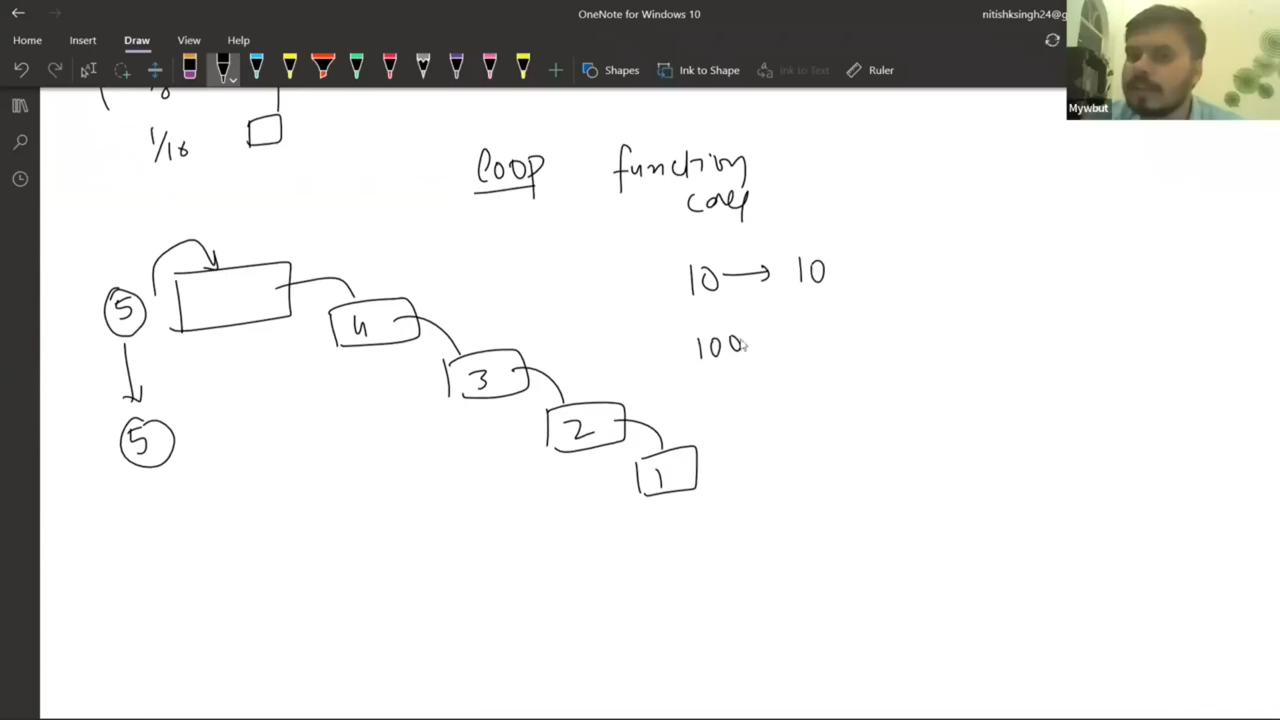 OneNote for Windows 10
nitishksingh24@g
Home Insert Draw View Help
Shapes Ink to Shape Ink to Text Ruler
Mywbut
1/16
loop function
call
10 → 10
5
4
100
3
2
5
1